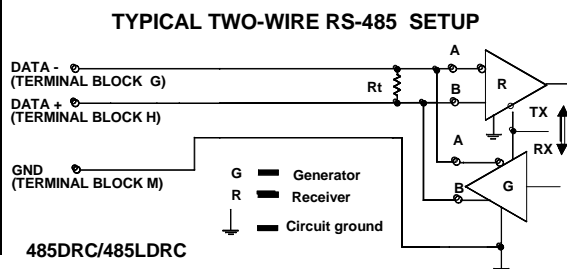 TYPICAL TWO-WIRE RS-485 SETUP
DATA -
(TERMINAL BLOCK G)
DATA +
(TERMINAL BLOCK H)
Rt
A
R
B
TX
RX
A
G
B
GND
(TERMINAL BLOCK M)
G Generator
R Receiver
Circuit ground
485DRC/485LDRC